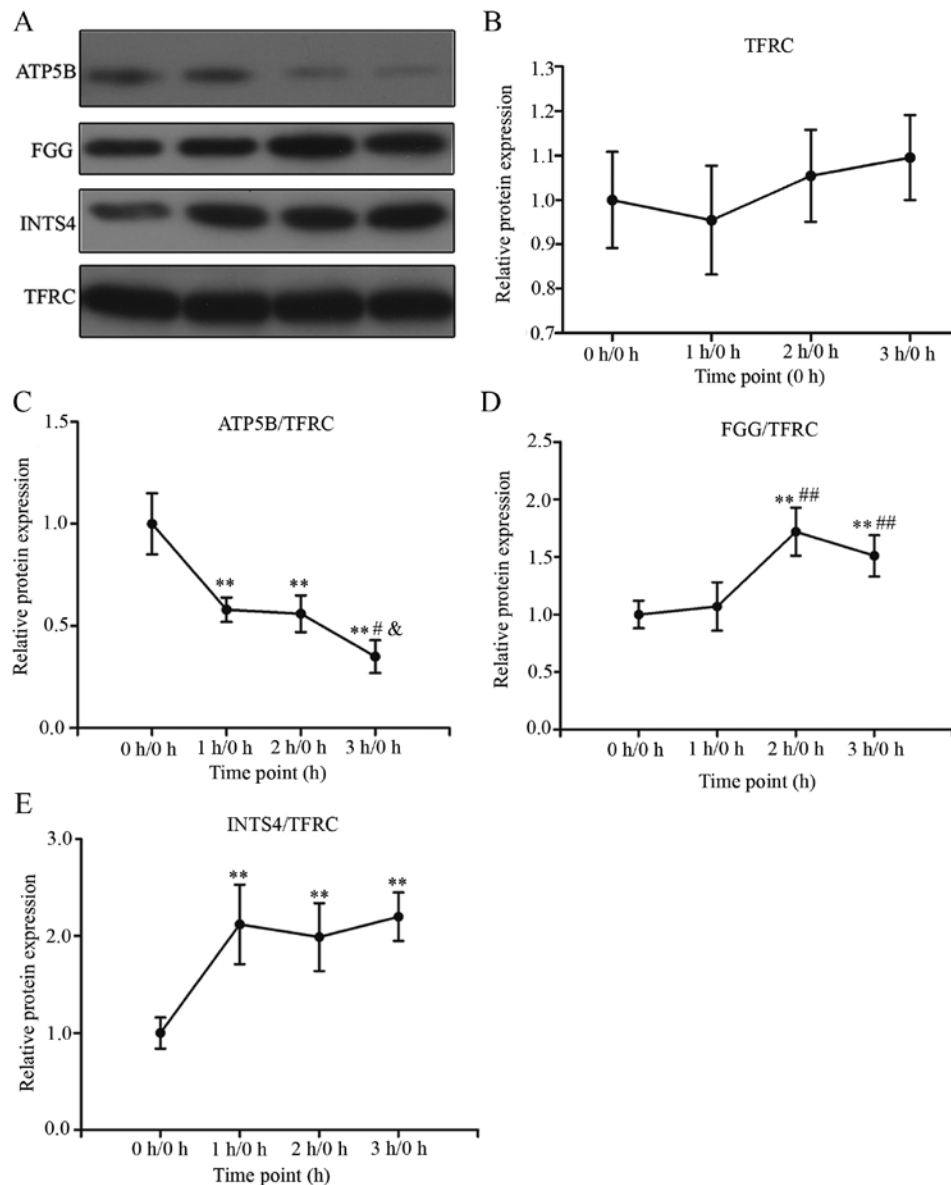 A
ATP5B
FGG
INTS4
TFRC
B
TFRC
Relative protein expression
1.3
1.2
1.1
1.0
0.9
0.8
0.7
0 h/0 h 1 h/0 h 2 h/0 h 3 h/0 h
Time point (0 h)
C
ATP5B/TFRC
Relative protein expression
1.5
1.0
0.5
0.0
** ** ** # &
0 h/0 h 1 h/0 h 2 h/0 h 3 h/0 h
Time point (h)
D
FGG/TFRC
Relative protein expression
2.5
2.0
1.5
1.0
0.5
0.0
** ## ** ##
0 h/0 h 1 h/0 h 2 h/0 h 3 h/0 h
Time point (h)
E
INTS4/TFRC
Relative protein expression
3.0
2.0
1.0
0.0
** ** **
0 h/0 h 1 h/0 h 2 h/0 h 3 h/0 h
Time point (h)